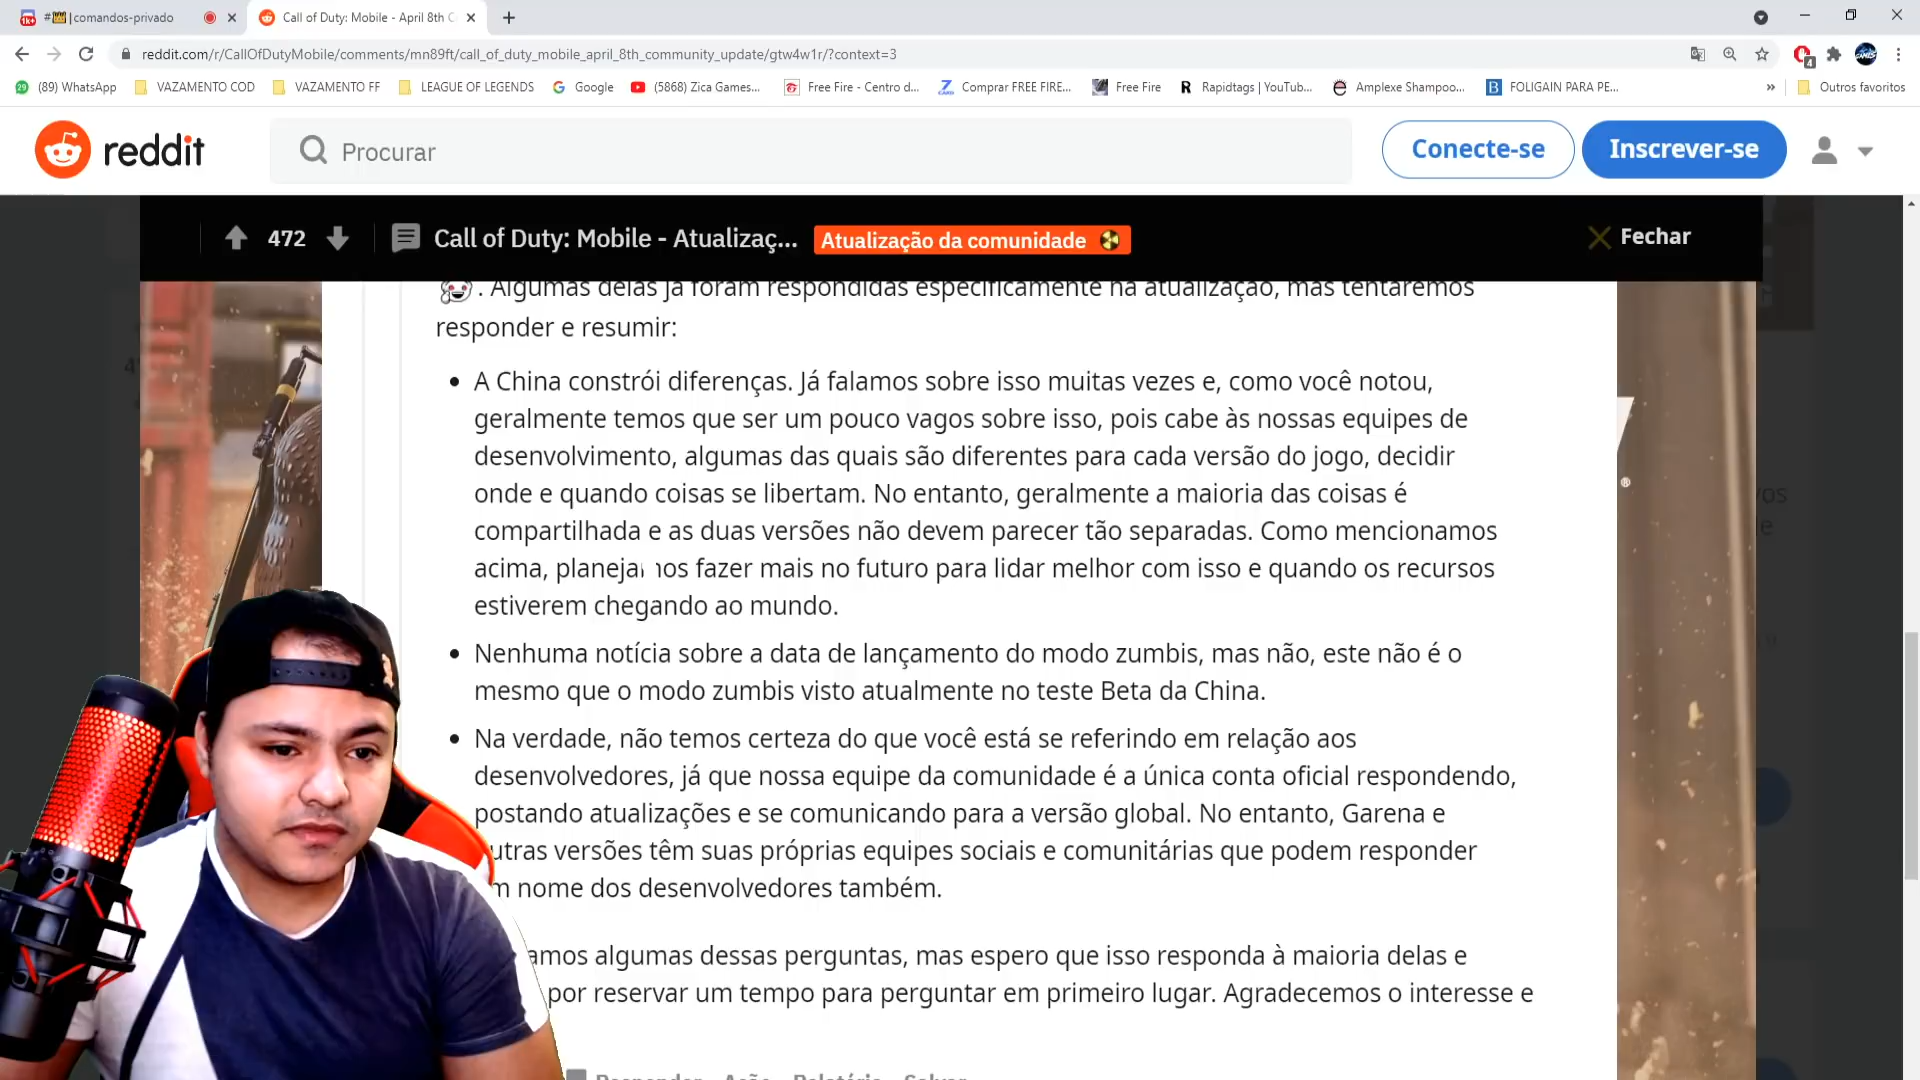 #👑|comandos-privado
Call of Duty: Mobile - April 8th C
reddit.com/r/CallOfDutyMobile/comments/mn89ft/call_of_duty_mobile_april_8th_community_update/gtw4w1r/?context=3
4
(89) WhatsApp
VAZAMENTO COD
VAZAMENTO FF
LEAGUE OF LEGENDS
Google
(5868) Zica Games...
Free Fire - Centro d...
Comprar FREE FIRE...
Free Fire
Rapidtags | YouTub...
Amplexe Shampoo...
FOLIGAIN PARA PE...
»
Outros favoritos
reddit
Procurar
Conecte-se
Inscrever-se
472
Call of Duty: Mobile - Atualizaç...
Atualização da comunidade
Fechar
. Algumas delas já foram respondidas especificamente na atualização, mas tentaremos
responder e resumir:
• A China constrói diferenças. Já falamos sobre isso muitas vezes e, como você notou,
geralmente temos que ser um pouco vagos sobre isso, pois cabe às nossas equipes de
desenvolvimento, algumas das quais são diferentes para cada versão do jogo, decidir
onde e quando coisas se libertam. No entanto, geralmente a maioria das coisas é
compartilhada e as duas versões não devem parecer tão separadas. Como mencionamos
acima, planejamos fazer mais no futuro para lidar melhor com isso e quando os recursos
estiverem chegando ao mundo.
• Nenhuma notícia sobre a data de lançamento do modo zumbis, mas não, este não é o
mesmo que o modo zumbis visto atualmente no teste Beta da China.
• Na verdade, não temos certeza do que você está se referindo em relação aos
desenvolvedores, já que nossa equipe da comunidade é a única conta oficial respondendo,
postando atualizações e se comunicando para a versão global. No entanto, Garena e
utras versões têm suas próprias equipes sociais e comunitárias que podem responder
m nome dos desenvolvedores também.
amos algumas dessas perguntas, mas espero que isso responda à maioria delas e
por reservar um tempo para perguntar em primeiro lugar. Agradecemos o interesse e
Responder Ação Relatório Salvar